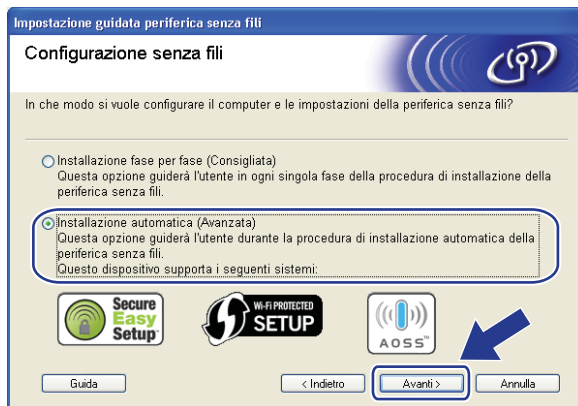 Impostazione guidata periferica senza fili
Configurazione senza fili
In che modo si vuole configurare il computer e le impostazioni della periferica senza fili?
Installazione fase per fase (Consigliata)
Questa opzione guiderà l'utente in ogni singola fase della procedura di installazione della
periferica senza fili.
Installazione automatica (Avanzata)
Questa opzione guiderà l'utente durante la procedura di installazione automatica della
periferica senza fili.
Questo dispositivo supporta i seguenti sistemi:
Secure
Easy
Setup™
Wi-Fi PROTECTED
SETUP
AOSS™
Guida
< Indietro
Avanti >
Annulla